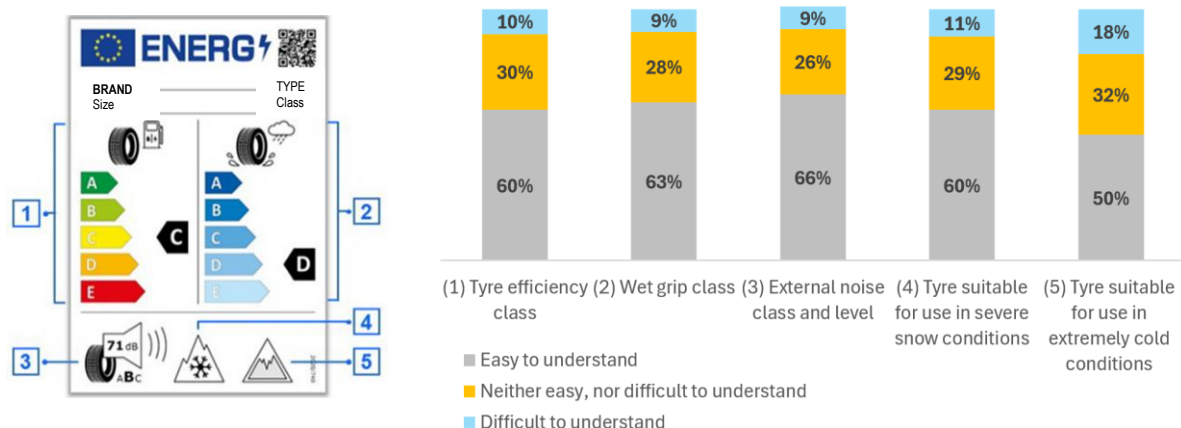 ENERG
BRAND
Size
TYPE
Class
A
B
C
D
E
C
A
B
C
D
E
D
1
2
71 dB
ABC
3
4
5
10%
9%
9%
11%
18%
30%
28%
26%
29%
32%
60%
63%
66%
60%
50%
(1) Tyre efficiency
class
(2) Wet grip class
(3) External noise
class and level
(4) Tyre suitable
for use in severe
snow conditions
(5) Tyre suitable
for use in
extremely cold
conditions
Easy to understand
Neither easy, nor difficult to understand
Difficult to understand